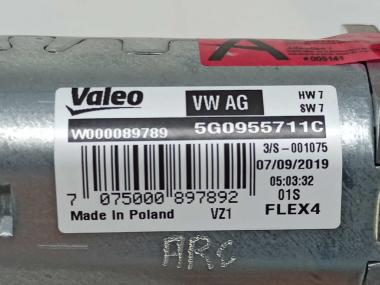 A
# 005141
Valeo VW AG HW 7
SW 7
W000089789 5G0955711C
3/S-001075
07/09/2019
05:03:32
7 075000 897892 01S
Made in Poland VZ1 FLEX4
ARC